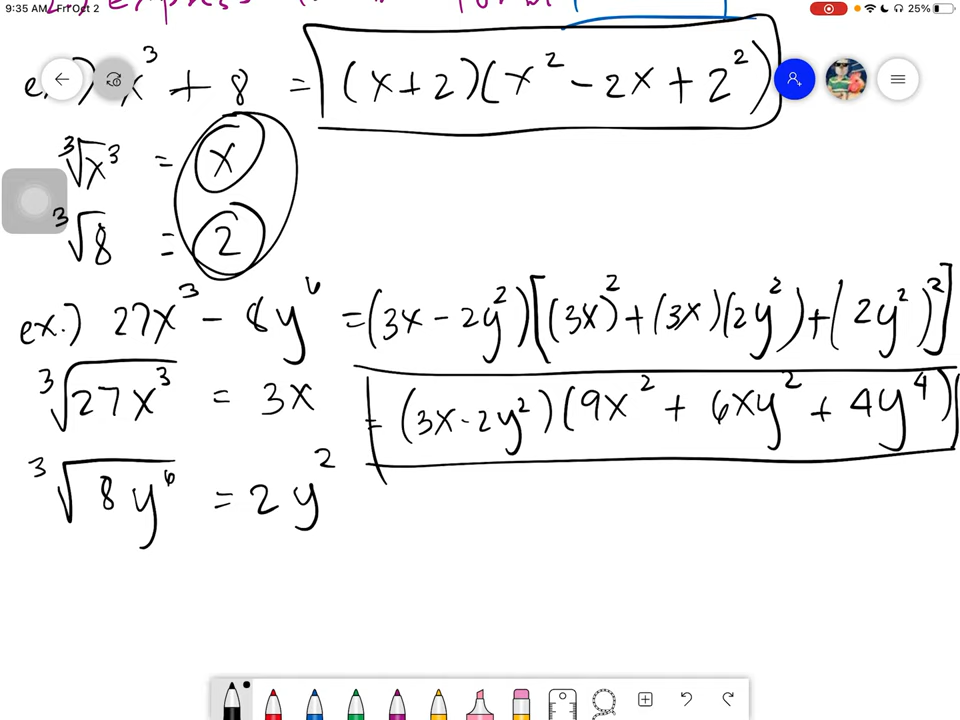 9:35 AM Fri Oct 2
25%
x³ + 8 = (x+2)(x² - 2x + 2²)
∛x³ = x
∛8 = 2
ex.) 27x³ - 8y⁶ = (3x - 2y²)[(3x)² + (3x)(2y²) + (2y²)²]
∛27x³ = 3x
= (3x - 2y²)(9x² + 6xy² + 4y⁴)
∛8y⁶ = 2y²